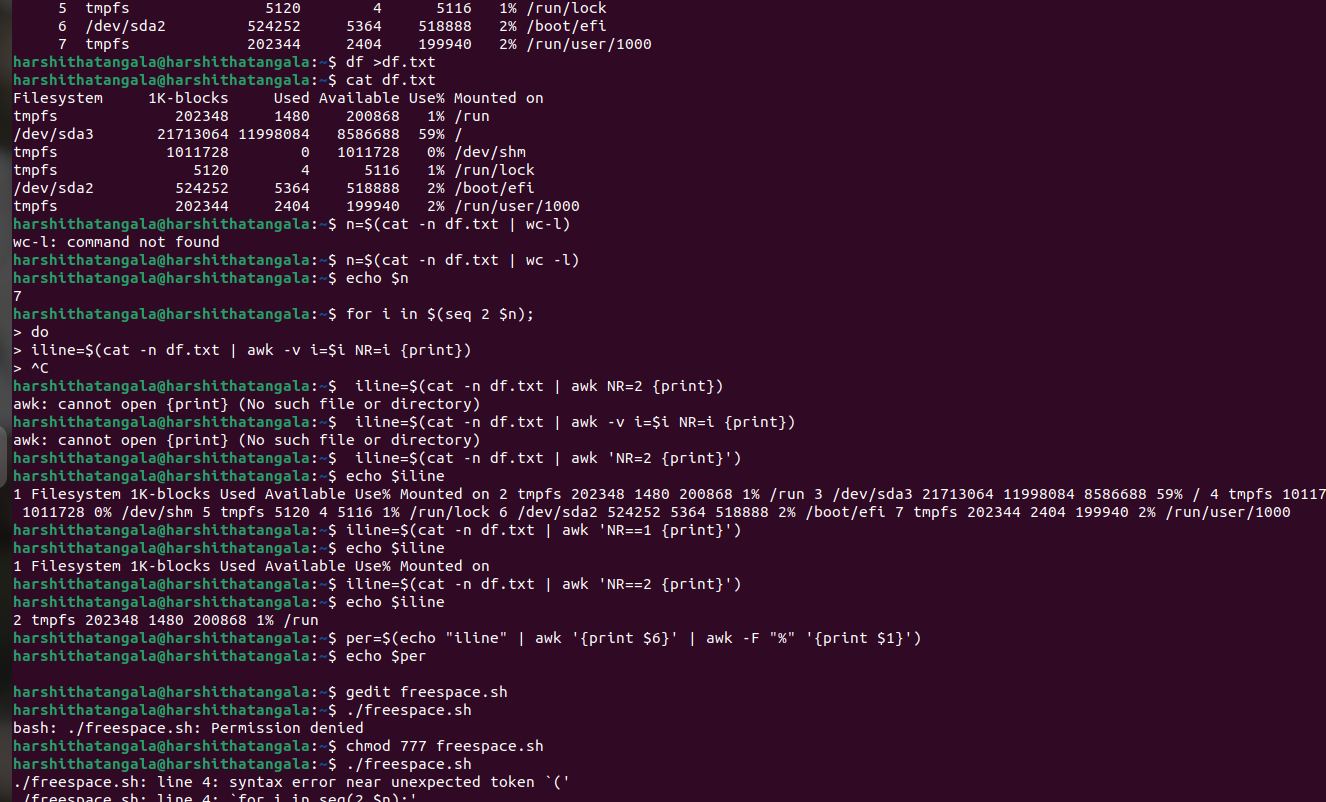 5 tmpfs 5120 4 5116 1% /run/lock
6 /dev/sda2 524252 5364 518888 2% /boot/efi
7 tmpfs 202344 2404 199940 2% /run/user/1000
harshithatangala@harshithatangala:~$ df >df.txt
harshithatangala@harshithatangala:~$ cat df.txt
Filesystem 1K-blocks Used Available Use% Mounted on
tmpfs 202348 1480 200868 1% /run
/dev/sda3 21713064 11998084 8586688 59% /
tmpfs 1011728 0 1011728 0% /dev/shm
tmpfs 5120 4 5116 1% /run/lock
/dev/sda2 524252 5364 518888 2% /boot/efi
tmpfs 202344 2404 199940 2% /run/user/1000
harshithatangala@harshithatangala:~$ n=$(cat -n df.txt | wc-l)
wc-l: command not found
harshithatangala@harshithatangala:~$ n=$(cat -n df.txt | wc -l)
harshithatangala@harshithatangala:~$ echo $n
7
harshithatangala@harshithatangala:~$ for i in $(seq 2 $n);
> do
> iline=$(cat -n df.txt | awk -v i=$i NR=i {print})
> ^C
harshithatangala@harshithatangala:~$ iline=$(cat -n df.txt | awk NR=2 {print})
awk: cannot open {print} (No such file or directory)
harshithatangala@harshithatangala:~$ iline=$(cat -n df.txt | awk -v i=$i NR=i {print})
awk: cannot open {print} (No such file or directory)
harshithatangala@harshithatangala:~$ iline=$(cat -n df.txt | awk 'NR=2 {print}')
harshithatangala@harshithatangala:~$ echo $iline
1 Filesystem 1K-blocks Used Available Use% Mounted on 2 tmpfs 202348 1480 200868 1% /run 3 /dev/sda3 21713064 11998084 8586688 59% / 4 tmpfs 10117
1011728 0% /dev/shm 5 tmpfs 5120 4 5116 1% /run/lock 6 /dev/sda2 524252 5364 518888 2% /boot/efi 7 tmpfs 202344 2404 199940 2% /run/user/1000
harshithatangala@harshithatangala:~$ iline=$(cat -n df.txt | awk 'NR==1 {print}')
harshithatangala@harshithatangala:~$ echo $iline
1 Filesystem 1K-blocks Used Available Use% Mounted on
harshithatangala@harshithatangala:~$ iline=$(cat -n df.txt | awk 'NR==2 {print}')
harshithatangala@harshithatangala:~$ echo $iline
2 tmpfs 202348 1480 200868 1% /run
harshithatangala@harshithatangala:~$ per=$(echo "iline" | awk '{print $6}' | awk -F "%" '{print $1}')
harshithatangala@harshithatangala:~$ echo $per
harshithatangala@harshithatangala:~$ gedit freespace.sh
harshithatangala@harshithatangala:~$ ./freespace.sh
bash: ./freespace.sh: Permission denied
harshithatangala@harshithatangala:~$ chmod 777 freespace.sh
harshithatangala@harshithatangala:~$ ./freespace.sh
./freespace.sh: line 4: syntax error near unexpected token `('
./freespace.sh: line 4: `for i in seq(2 $n);'